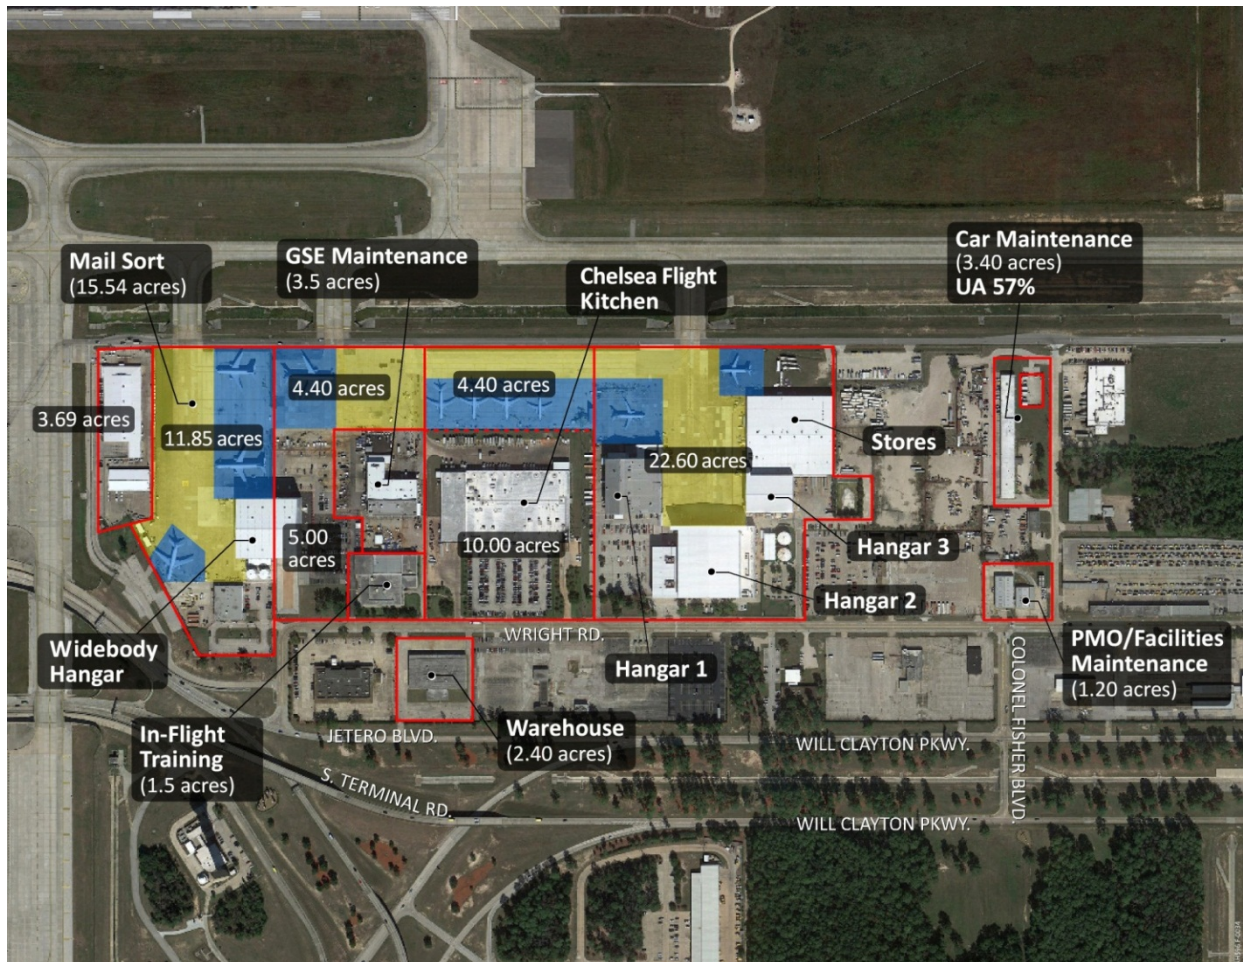 Mail Sort
(15.54 acres)
GSE Maintenance
(3.5 acres)
Chelsea Flight
Kitchen
Car Maintenance
(3.40 acres)
UA 57%
4.40 acres
4.40 acres
3.69 acres
11.85 acres
22.60 acres
Stores
5.00
acres
10.00 acres
Hangar 3
Hangar 2
Widebody
Hangar
WRIGHT RD.
Hangar 1
PMO/Facilities
Maintenance
(1.20 acres)
In-Flight
Training
(1.5 acres)
Warehouse
(2.40 acres)
JETERO BLVD.
WILL CLAYTON PKWY.
COLONEL FISHER BLVD.
S. TERMINAL RD.
WILL CLAYTON PKWY.